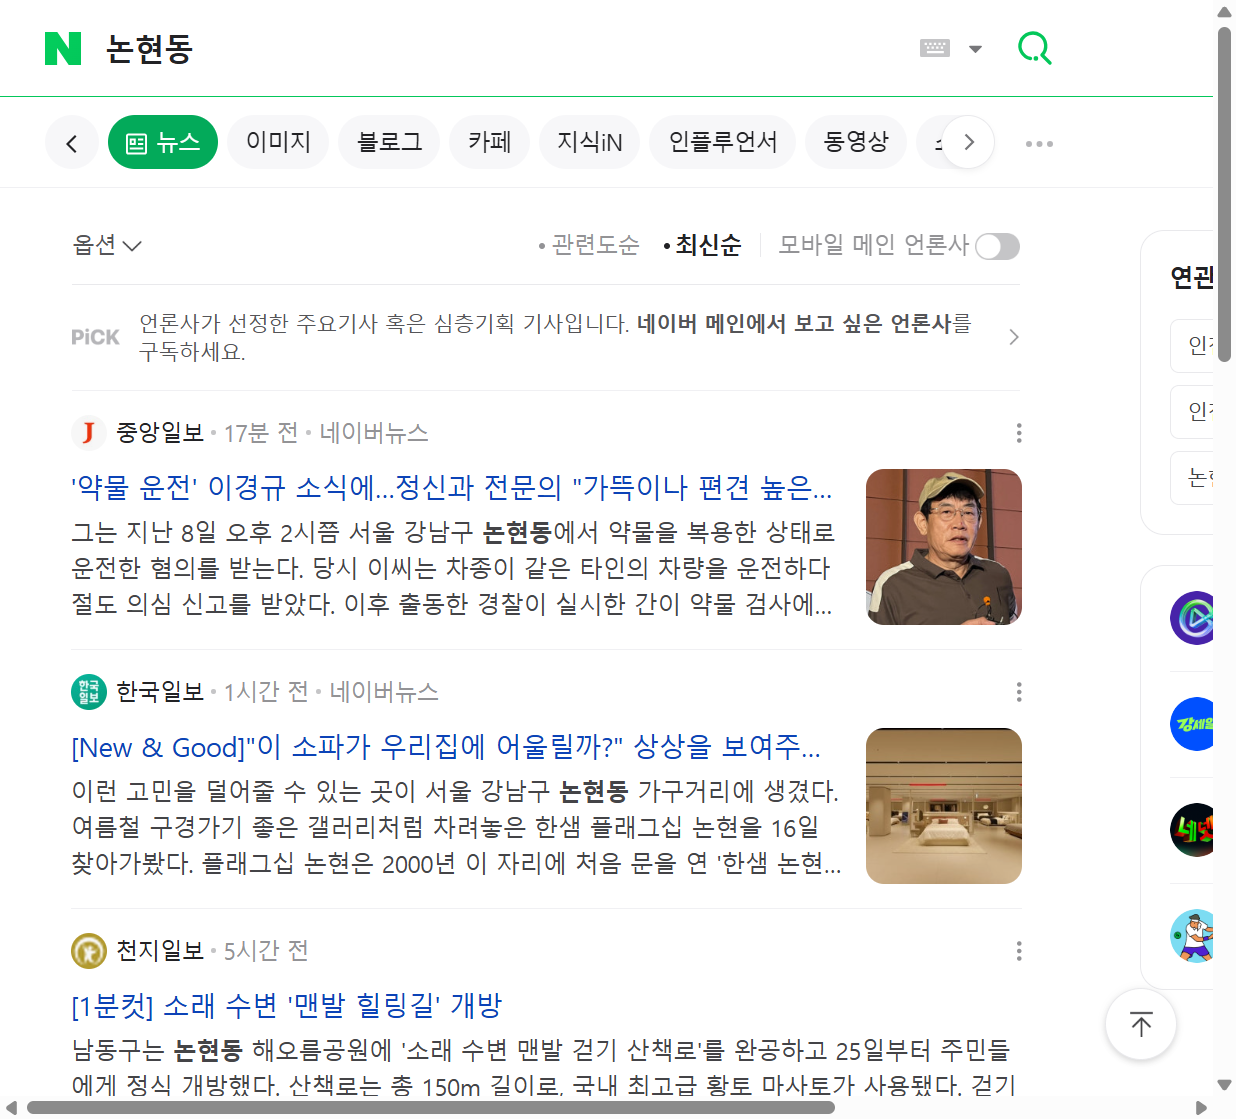 논현동
뉴스 이미지 블로그 카페 지식iN 인플루언서 동영상
옵션 • 관련도순 • 최신순 모바일 메인 언론사
PiCK 언론사가 선정한 주요기사 혹은 심층기획 기사입니다. 네이버 메인에서 보고 싶은 언론사를
구독하세요.
중앙일보 · 17분 전 · 네이버뉴스
'약물 운전' 이경규 소식에...정신과 전문의 "가뜩이나 편견 높은...
그는 지난 8일 오후 2시쯤 서울 강남구 논현동에서 약물을 복용한 상태로
운전한 혐의를 받는다. 당시 이씨는 차종이 같은 타인의 차량을 운전하다
절도 의심 신고를 받았다. 이후 출동한 경찰이 실시한 간이 약물 검사에...
한국일보 한국일보 · 1시간 전 · 네이버뉴스
[New & Good]"이 소파가 우리집에 어울릴까?" 상상을 보여주...
이런 고민을 덜어줄 수 있는 곳이 서울 강남구 논현동 가구거리에 생겼다.
여름철 구경가기 좋은 갤러리처럼 차려놓은 한샘 플래그십 논현을 16일
찾아가봤다. 플래그십 논현은 2000년 이 자리에 처음 문을 연 '한샘 논현...
천지일보 · 5시간 전
[1분컷] 소래 수변 '맨발 힐링길' 개방
남동구는 논현동 해오름공원에 '소래 수변 맨발 걷기 산책로'를 완공하고 25일부터 주민들
에게 정식 개방했다. 산책로는 총 150m 길이로, 국내 최고급 황토 마사토가 사용됐다. 걷기
연관
인천
인천
논현
강세일